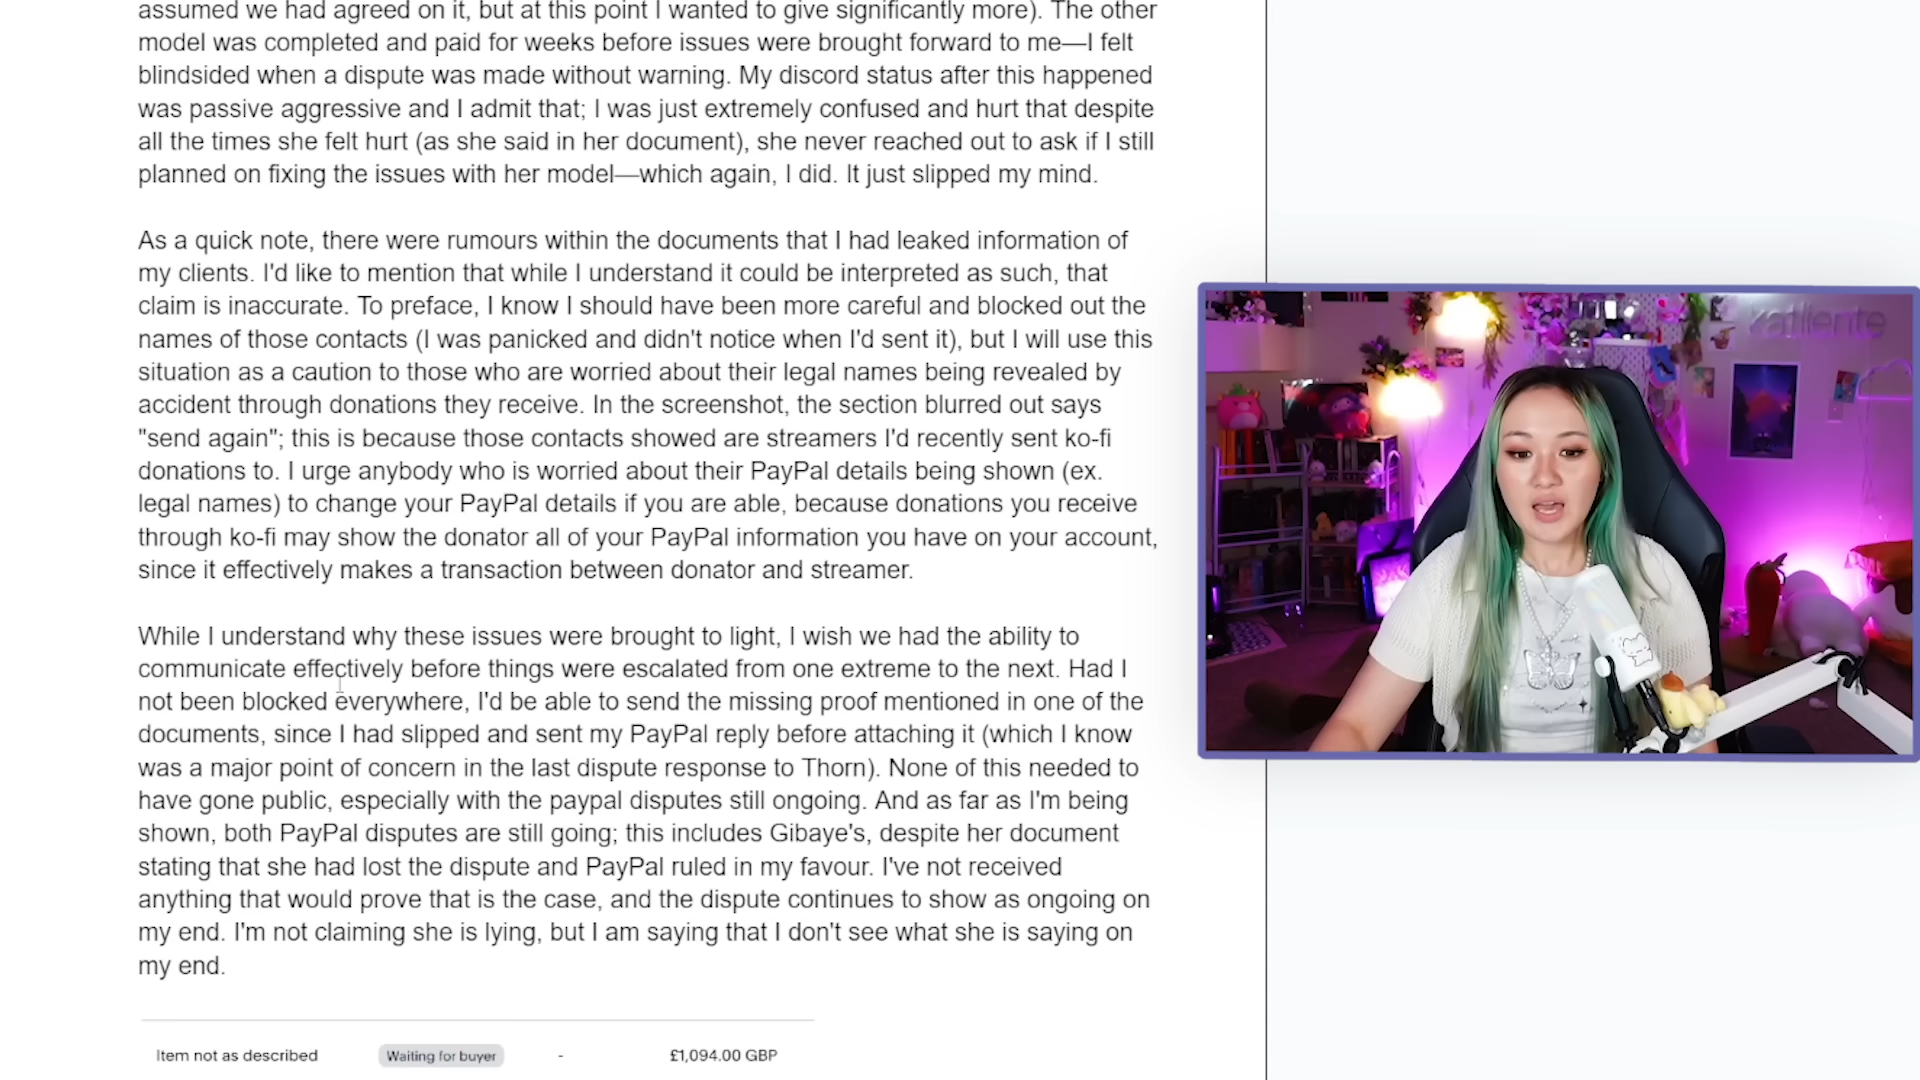 assumed we had agreed on it, but at this point I wanted to give significantly more). The other
model was completed and paid for weeks before issues were brought forward to me—I felt
blindsided when a dispute was made without warning. My discord status after this happened
was passive aggressive and I admit that; I was just extremely confused and hurt that despite
all the times she felt hurt (as she said in her document), she never reached out to ask if I still
planned on fixing the issues with her model—which again, I did. It just slipped my mind.
As a quick note, there were rumours within the documents that I had leaked information of
my clients. I'd like to mention that while I understand it could be interpreted as such, that
claim is inaccurate. To preface, I know I should have been more careful and blocked out the
names of those contacts (I was panicked and didn't notice when I'd sent it), but I will use this
situation as a caution to those who are worried about their legal names being revealed by
accident through donations they receive. In the screenshot, the section blurred out says
"send again"; this is because those contacts showed are streamers I'd recently sent ko-fi
donations to. I urge anybody who is worried about their PayPal details being shown (ex.
legal names) to change your PayPal details if you are able, because donations you receive
through ko-fi may show the donator all of your PayPal information you have on your account,
since it effectively makes a transaction between donator and streamer.
While I understand why these issues were brought to light, I wish we had the ability to
communicate effectively before things were escalated from one extreme to the next. Had I
not been blocked everywhere, I'd be able to send the missing proof mentioned in one of the
documents, since I had slipped and sent my PayPal reply before attaching it (which I know
was a major point of concern in the last dispute response to Thorn). None of this needed to
have gone public, especially with the paypal disputes still ongoing. And as far as I'm being
shown, both PayPal disputes are still going; this includes Gibaye's, despite her document
stating that she had lost the dispute and PayPal ruled in my favour. I've not received
anything that would prove that is the case, and the dispute continues to show as ongoing on
my end. I'm not claiming she is lying, but I am saying that I don't see what she is saying on
my end.
Item not as described Waiting for buyer - £1,094.00 GBP